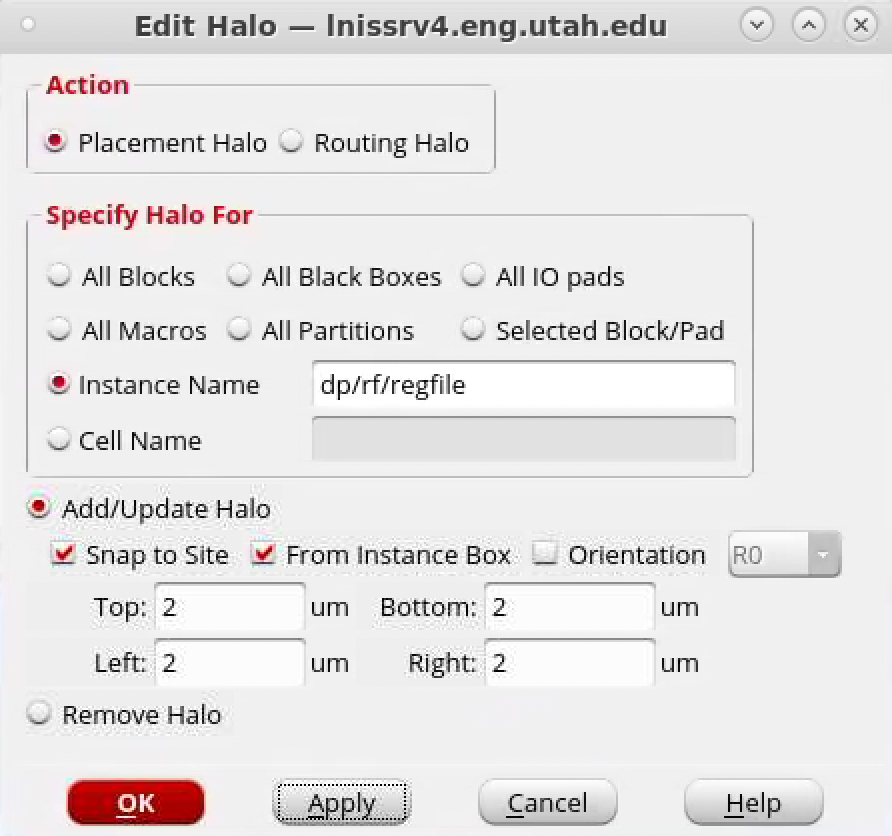 Edit Halo — lnissrv4.eng.utah.edu
Action
Placement Halo Routing Halo
Specify Halo For
All Blocks All Black Boxes All IO pads
All Macros All Partitions Selected Block/Pad
Instance Name dp/rf/regfile
Cell Name
Add/Update Halo
Snap to Site From Instance Box Orientation R0
Top: 2 um Bottom: 2 um
Left: 2 um Right: 2 um
Remove Halo
OK Apply Cancel Help